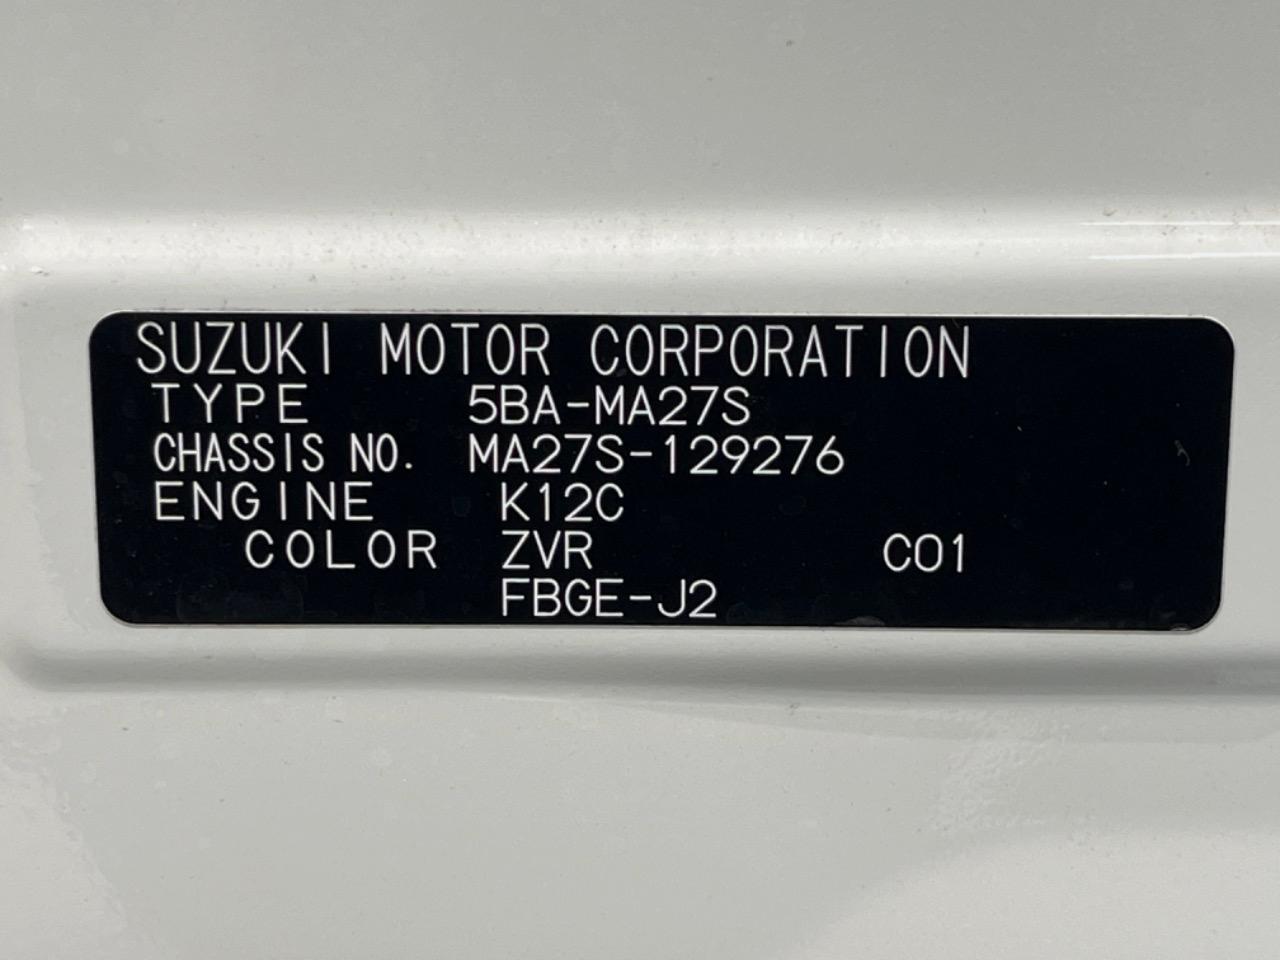 SUZUKI MOTOR CORPORATION
TYPE 5BA-MA27S
CHASSIS NO. MA27S-129276
ENGINE K12C
COLOR ZVR C01
FBGE-J2